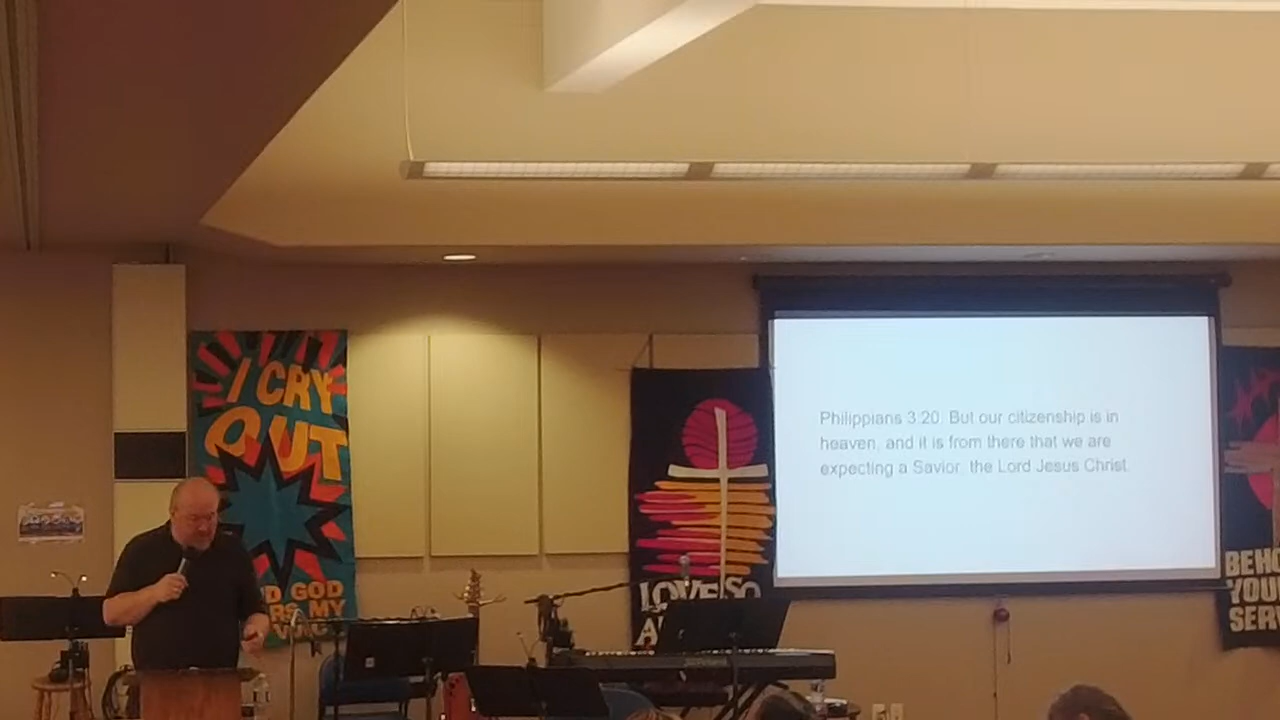 I CRY
OUT
GOD
MY
Philippians 3.20. But our citizenship is in
heaven, and it is from there that we are
expecting a Savior, the Lord Jesus Christ.
LOVE SO
BEHO
YOUR
SER